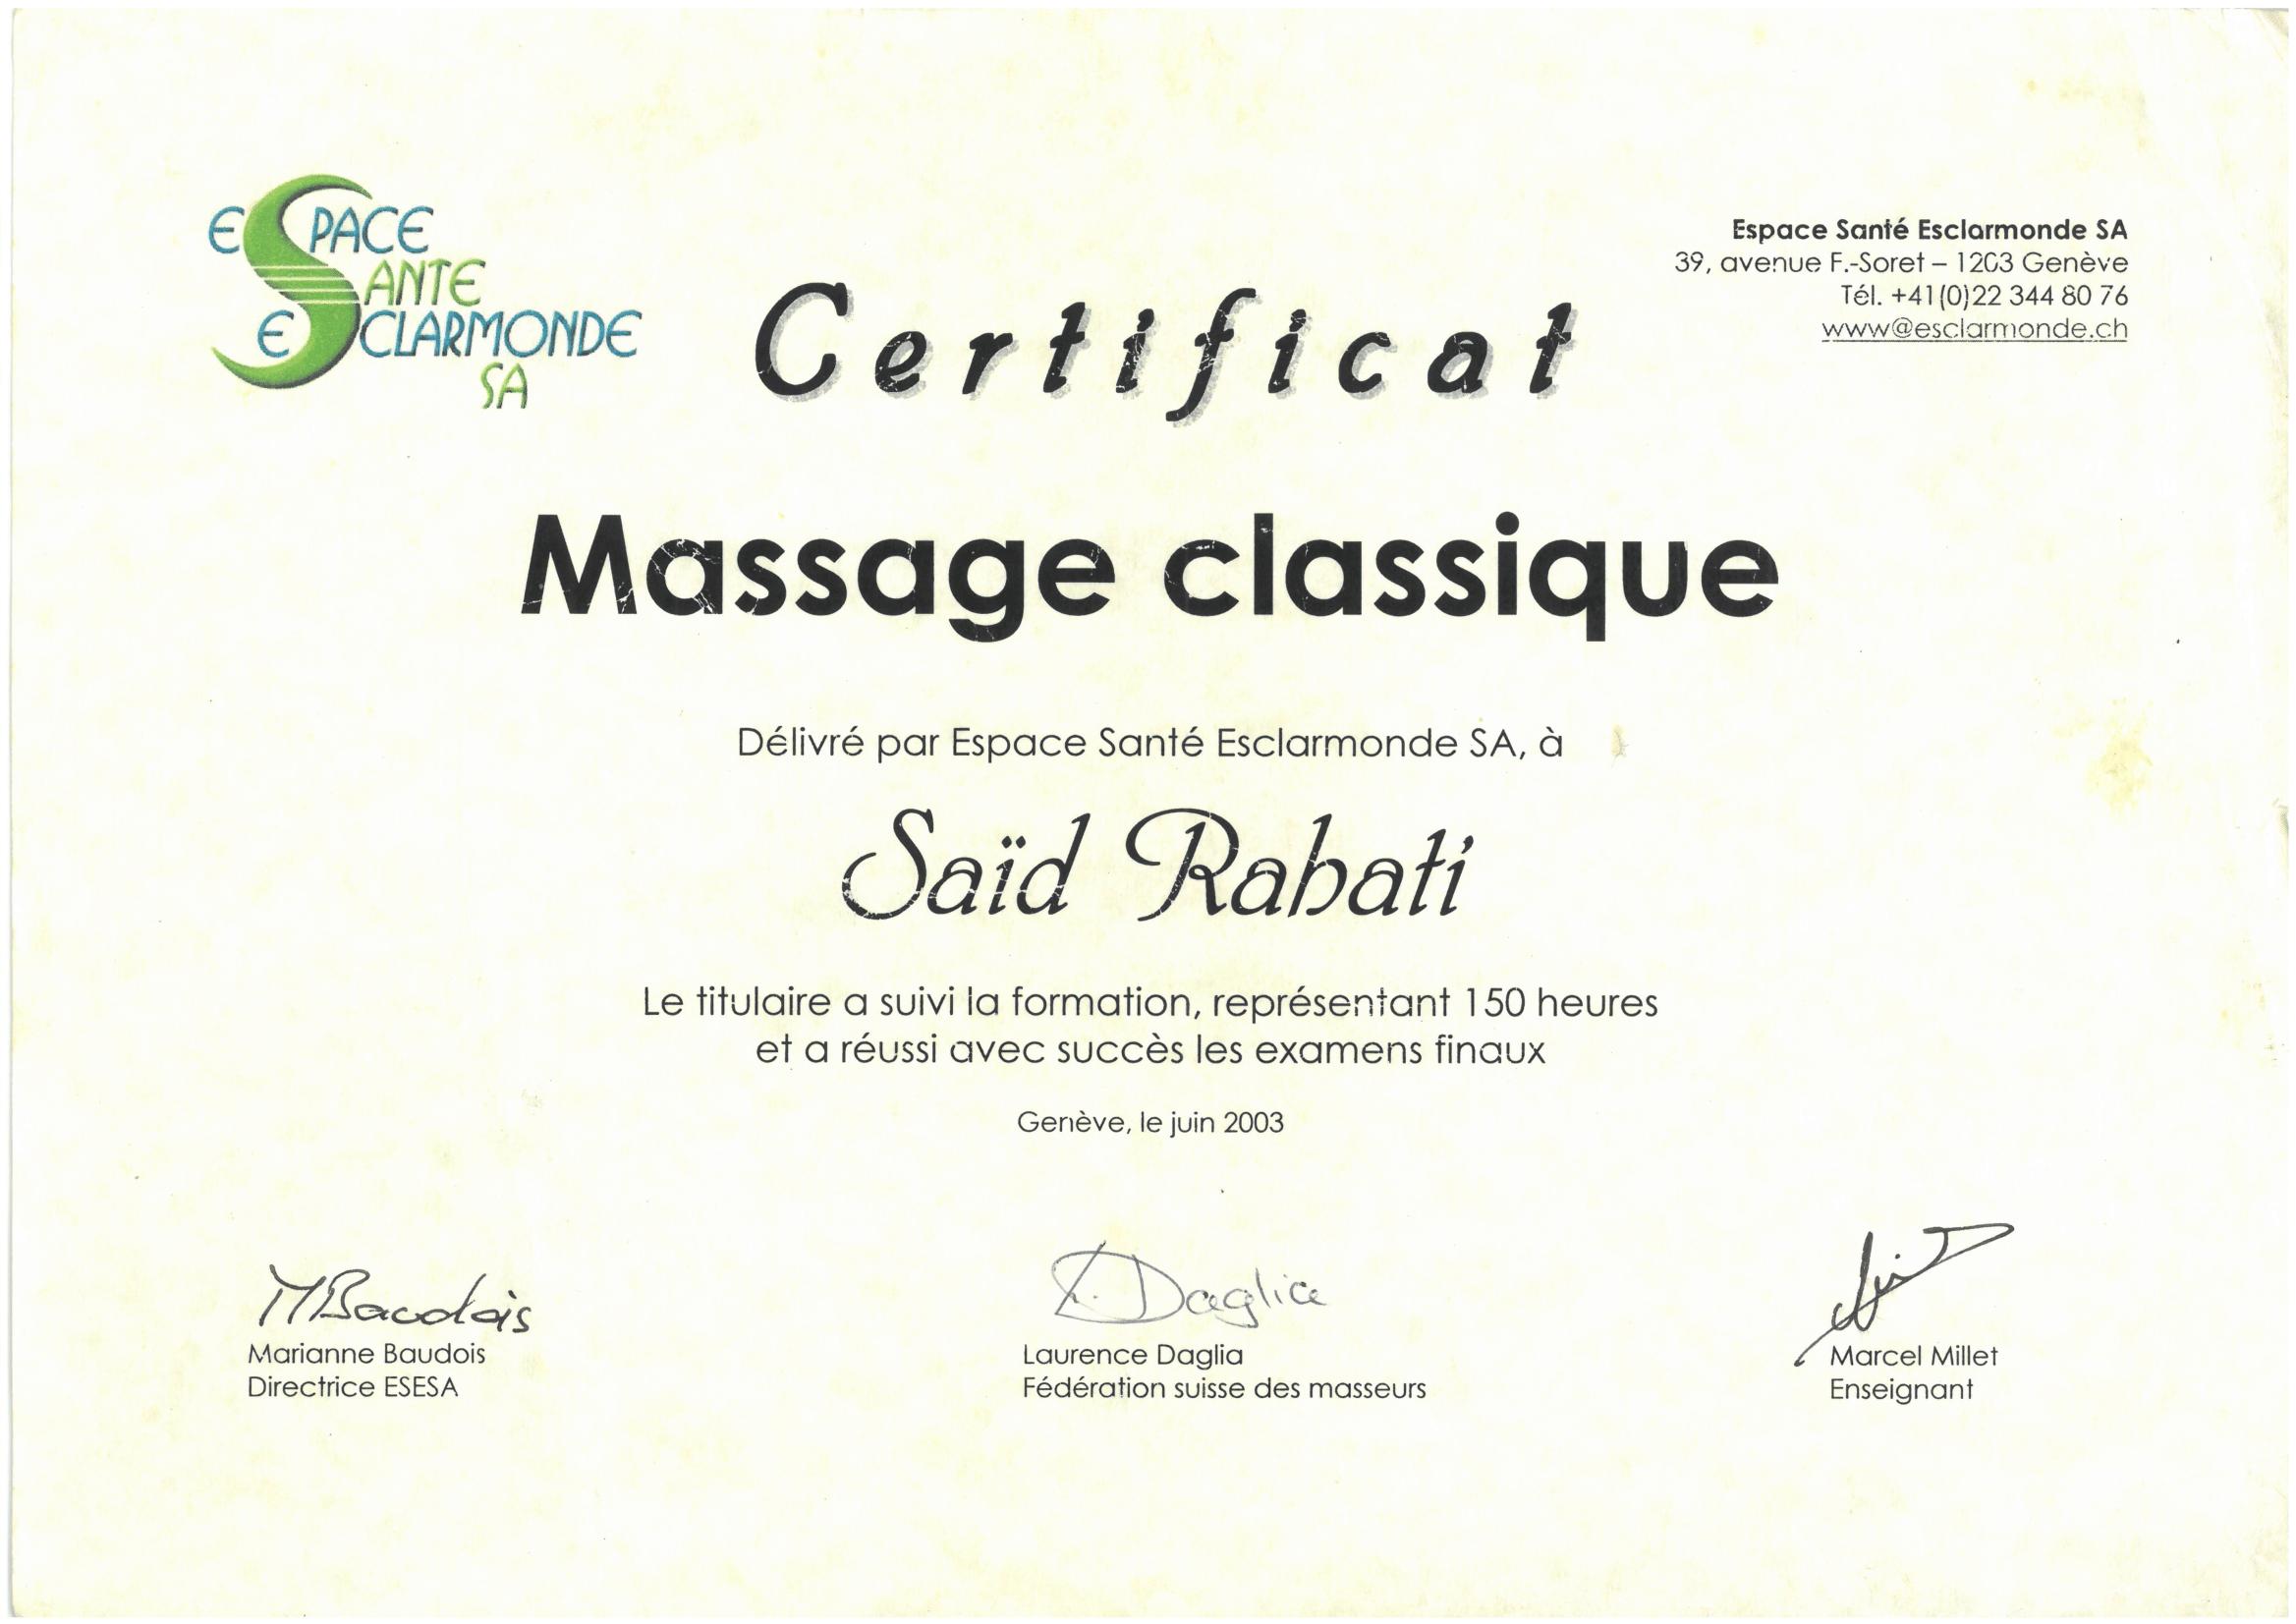 ESPACE
SANTE
ESCLARMONDE
SA
Espace Santé Esclarmonde SA
39, avenue F.-Soret – 1203 Genève
Tél. +41(0)22 344 80 76
www@esclarmonde.ch
Certificat
Massage classique
Délivré par Espace Santé Esclarmonde SA, à
Saïd Rabati
Le titulaire a suivi la formation, représentant 150 heures
et a réussi avec succès les examens finaux
Genève, le juin 2003
MBaudois
L. Daglia
Marianne Baudois
Directrice ESESA
Laurence Daglia
Fédération suisse des masseurs
Marcel Millet
Enseignant